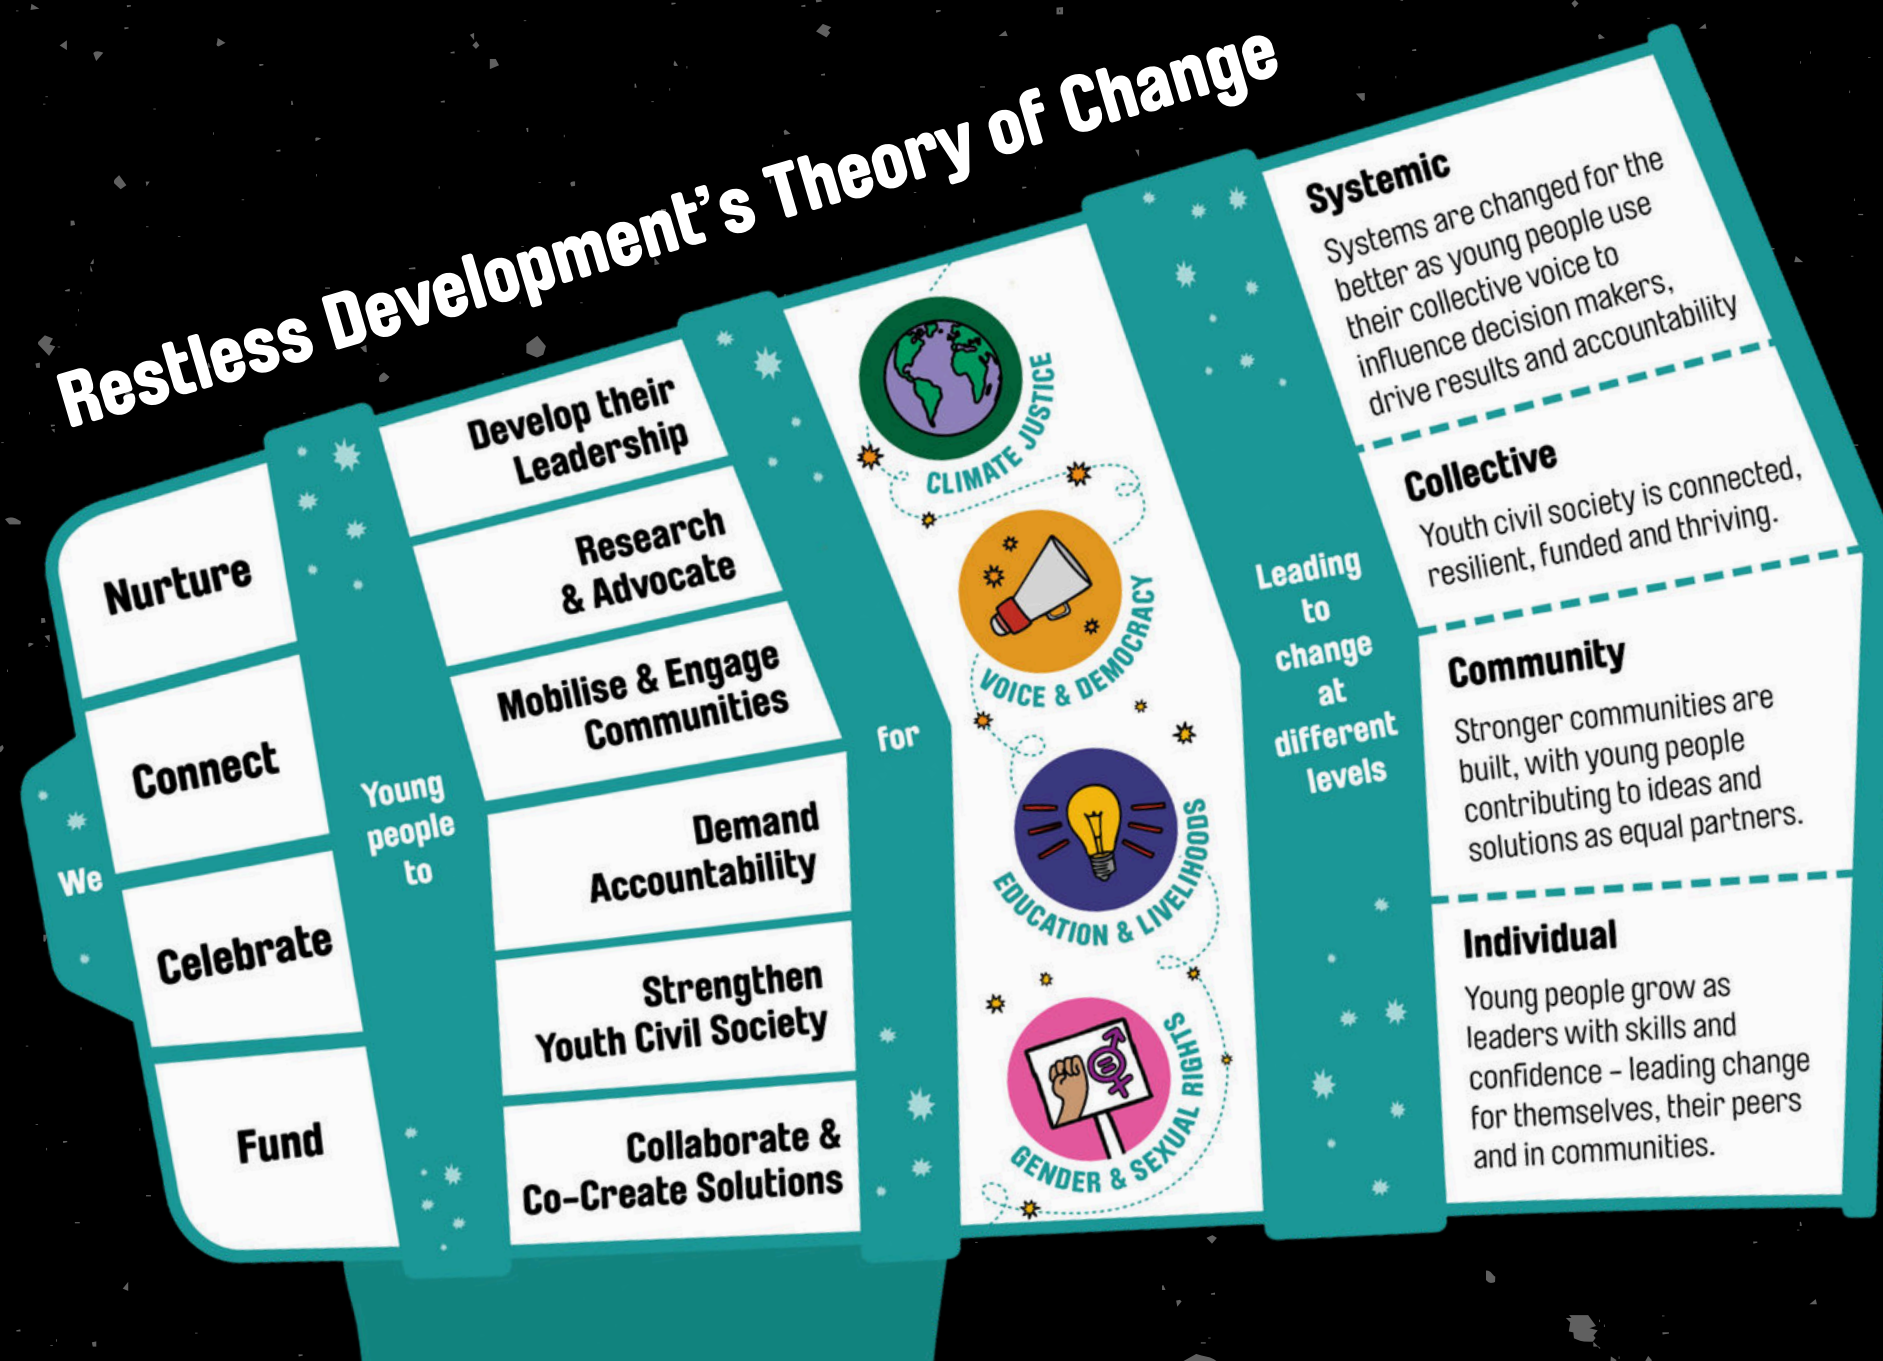 Restless Development's Theory of Change
We
Nurture
Connect
Celebrate
Fund
Young
people
to
Develop their
Leadership
Research
& Advocate
Mobilise & Engage
Communities
Demand
Accountability
Strengthen
Youth Civil Society
Collaborate &
Co-Create Solutions
for
CLIMATE JUSTICE
VOICE & DEMOCRACY
EDUCATION & LIVELIHOODS
GENDER & SEXUAL RIGHTS
Leading
to
change
at
different
levels
Systemic
Systems are changed for the
better as young people use
their collective voice to
influence decision makers,
drive results and accountability
Collective
Youth civil society is connected,
resilient, funded and thriving.
Community
Stronger communities are
built, with young people
contributing to ideas and
solutions as equal partners.
Individual
Young people grow as
leaders with skills and
confidence – leading change
for themselves, their peers
and in communities.